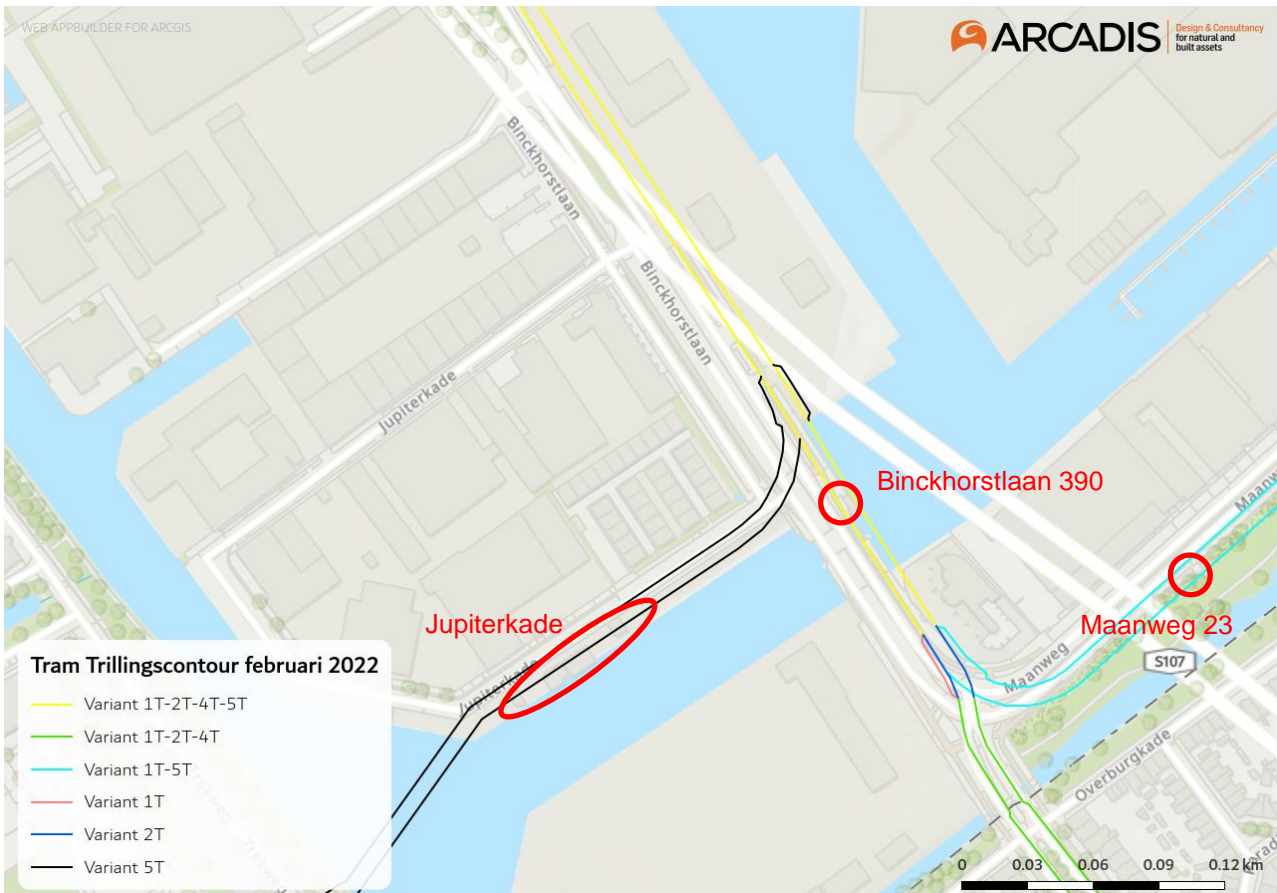 WEB APPBUILDER FOR ARCGIS
ARCADIS
Design & Consultancy
for natural and
built assets
Binckhorstlaan
Binckhorstlaan
Jupiterkade
Binckhorstlaan 390
Maanweg
Jupiterkade
Maanweg 23
Jupiterkade
Maanweg
S107
Overburgkade
Trekweg
Tram Trillingscontour februari 2022
Variant 1T-2T-4T-5T
Variant 1T-2T-4T
Variant 1T-5T
Variant 1T
Variant 2T
Variant 5T
0 0.03 0.06 0.09 0.12 km